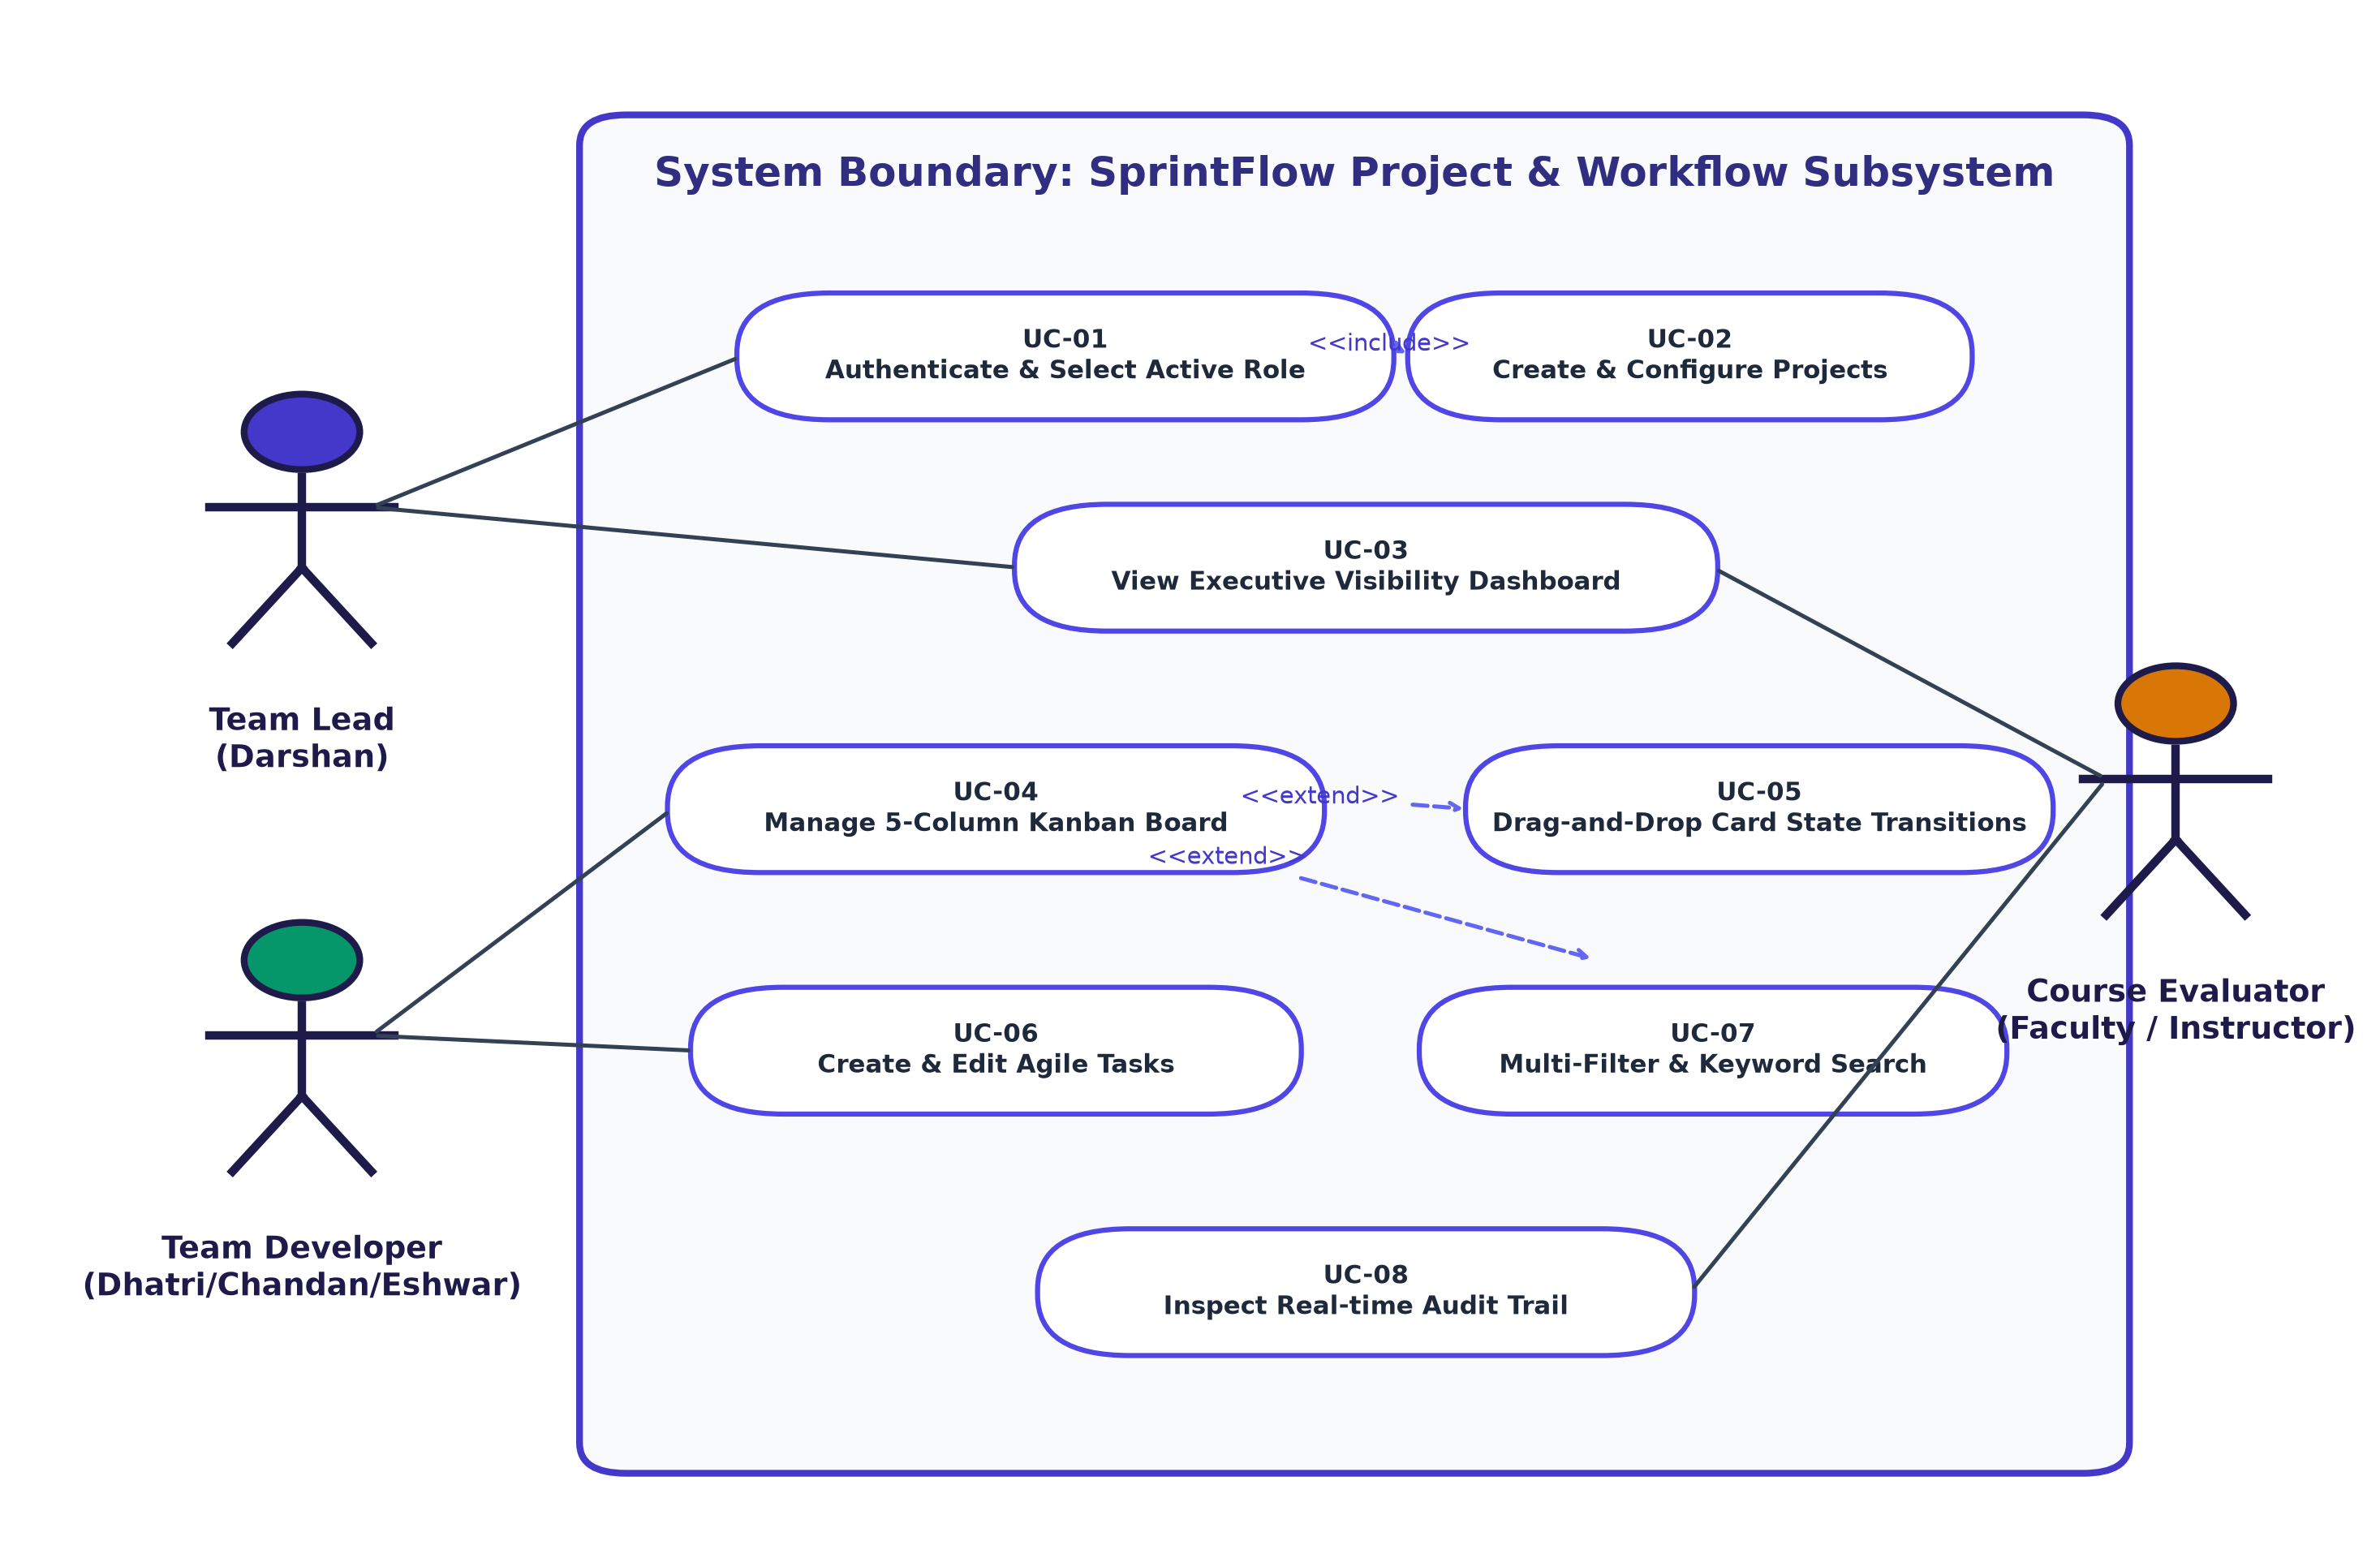 System Boundary: SprintFlow Project & Workflow Subsystem
UC-01
Authenticate & Select Active Role
<<include>>
UC-02
Create & Configure Projects
UC-03
View Executive Visibility Dashboard
Team Lead
(Darshan)
UC-04
Manage 5-Column Kanban Board
<<extend>>
<<extend>>
UC-05
Drag-and-Drop Card State Transitions
Course Evaluator
(Faculty / Instructor)
UC-06
Create & Edit Agile Tasks
UC-07
Multi-Filter & Keyword Search
Team Developer
(Dhatri/Chandan/Eshwar)
UC-08
Inspect Real-time Audit Trail